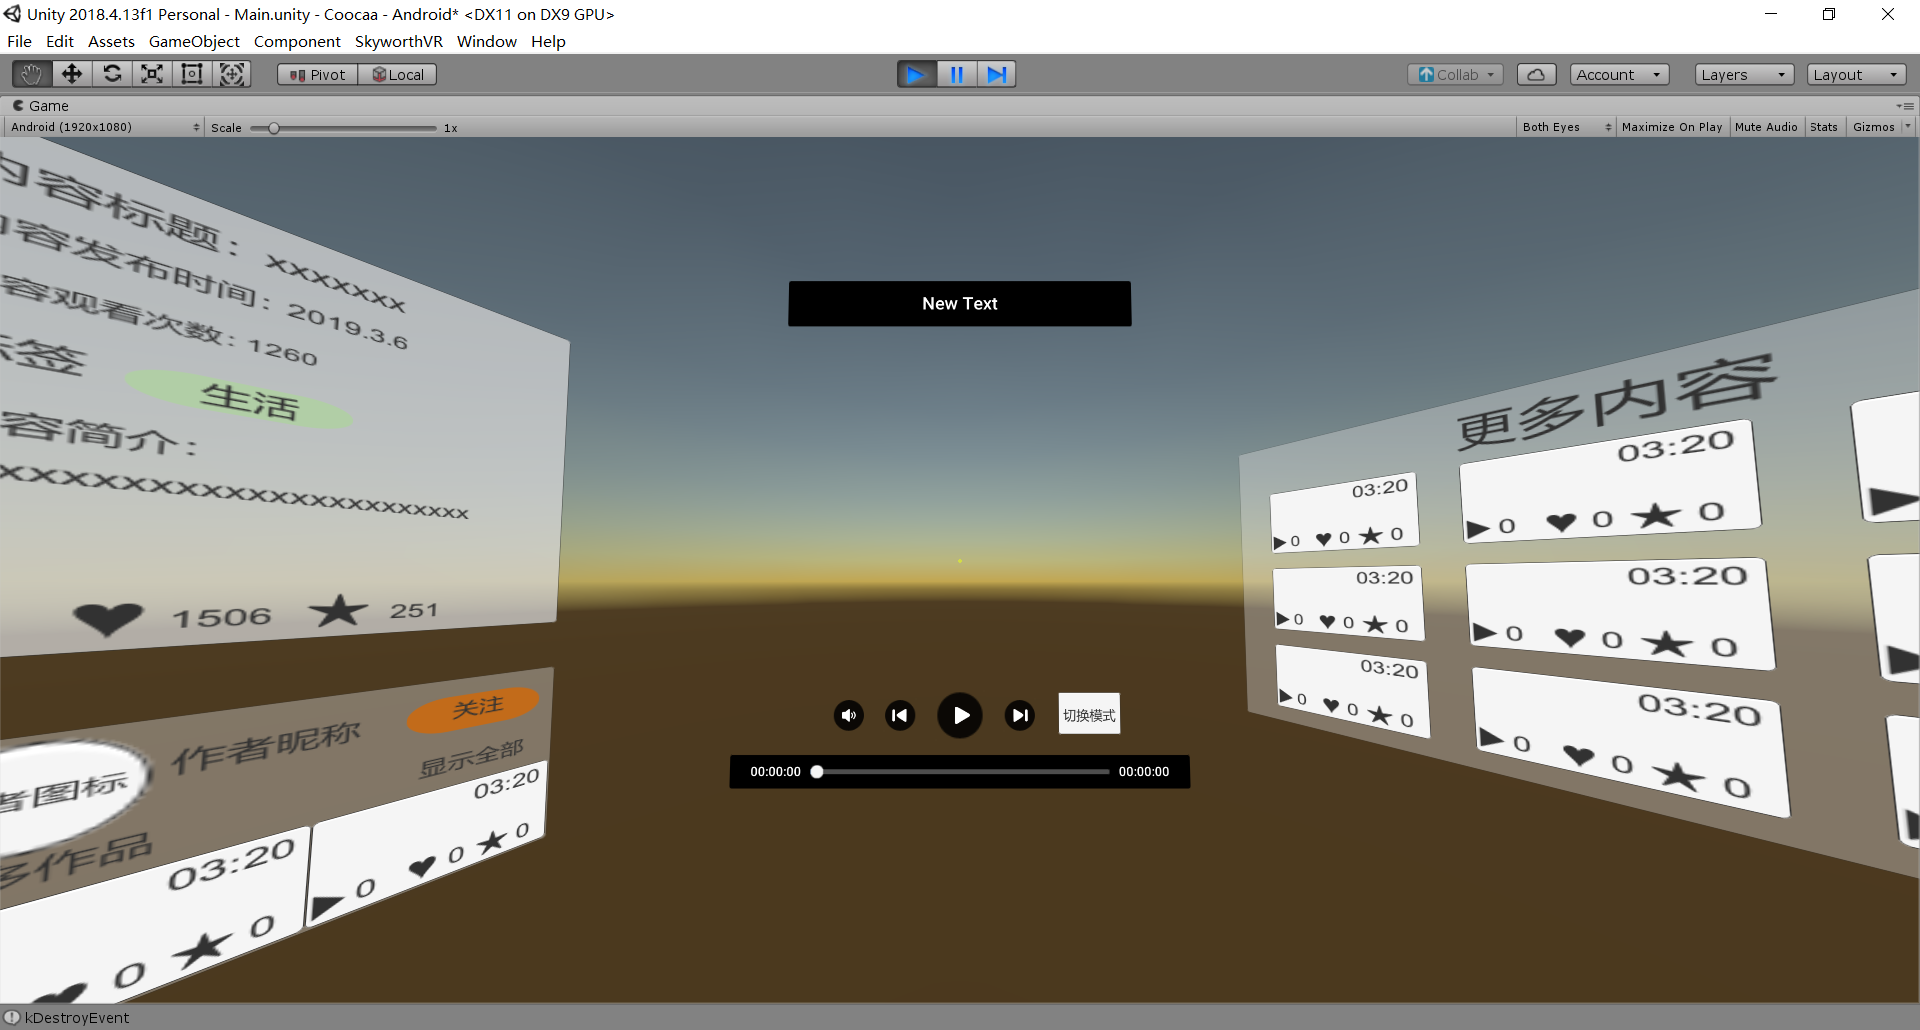 Unity 2018.4.13f1 Personal - Main.unity - Coocaa - Android* <DX11 on DX9 GPU>
File Edit Assets GameObject Component SkyworthVR Window Help
Pivot Local Collab Account Layers Layout
Game
Android (1920x1080) Scale 1x Both Eyes Maximize On Play Mute Audio Stats Gizmos
内容标题：xxxxxxx
内容发布时间：2019.3.6
容观看次数：1260
标签 生活
容简介：
xxxxxxxxxxxxxxxxxxxxxxxx
1506 251
关注
作者昵称
显示全部
者图标
多作品
03:20
0 0
03:20
0 0 0
New Text
切换模式
00:00:00 00:00:00
更多内容
03:20
0 0 0
03:20
0 0 0
03:20
0 0 0
03:20
0 0 0
03:20
0 0 0
03:20
0 0 0
kDestroyEvent